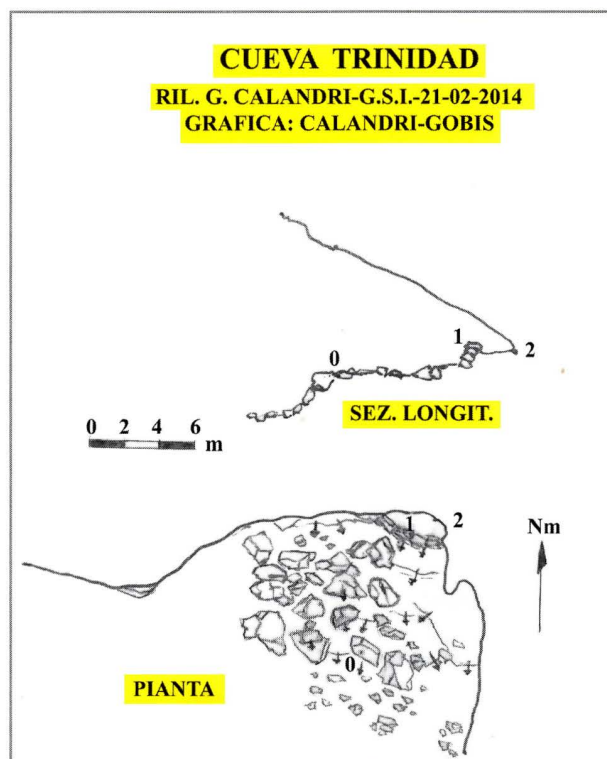 CUEVA TRINIDAD
RIL. G. CALANDRI-G.S.I.-21-02-2014
GRAFICA: CALANDRI-GOBIS
1
2
0
SEZ. LONGIT.
0 2 4 6
m
1
2
Nm
0
PIANTA